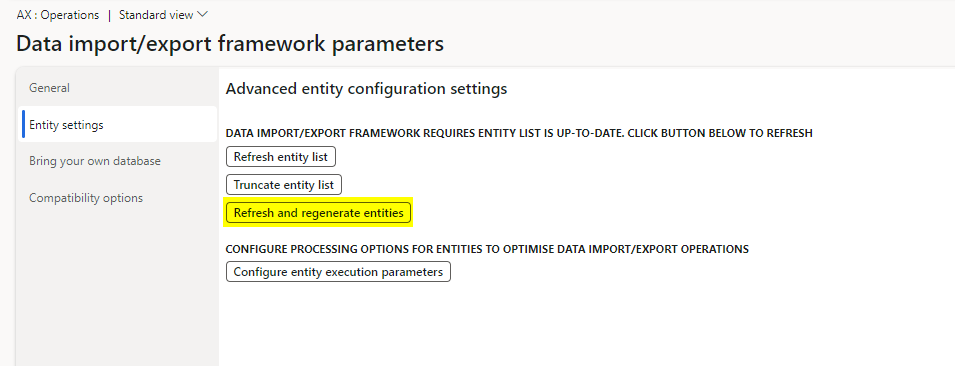 AX : Operations | Standard view
Data import/export framework parameters
General
Entity settings
Bring your own database
Compatibility options
Advanced entity configuration settings
DATA IMPORT/EXPORT FRAMEWORK REQUIRES ENTITY LIST IS UP-TO-DATE. CLICK BUTTON BELOW TO REFRESH
Refresh entity list
Truncate entity list
Refresh and regenerate entities
CONFIGURE PROCESSING OPTIONS FOR ENTITIES TO OPTIMISE DATA IMPORT/EXPORT OPERATIONS
Configure entity execution parameters